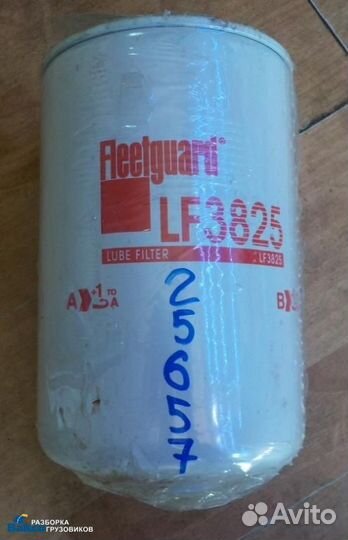 Fleetguard®
LF3825
LUBE FILTER LF3825
A +1 TO A B
25657
РАЗБОРКА
ГРУЗОВИКОВ
Avito